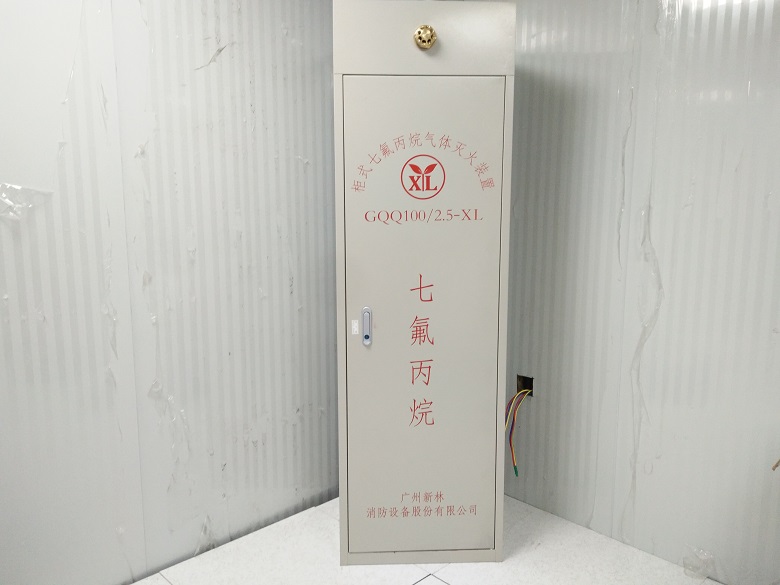 柜式七氟丙烷气体灭火装置
XL
GQQ100/2.5-XL
七氟丙烷
广州新林
消防设备股份有限公司